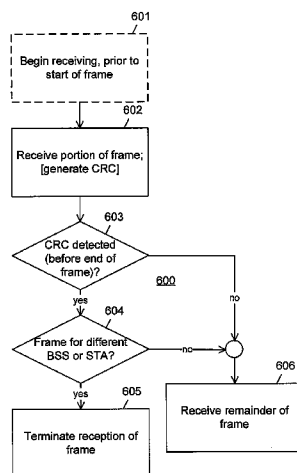 601
Begin receiving, prior to
start of frame
602
Receive portion of frame;
[generate CRC]
603
CRC detected
(before end of
frame)?
600
yes
no
604
Frame for different
BSS or STA?
no
yes
605
606
Terminate reception of
frame
Receive remainder of
frame